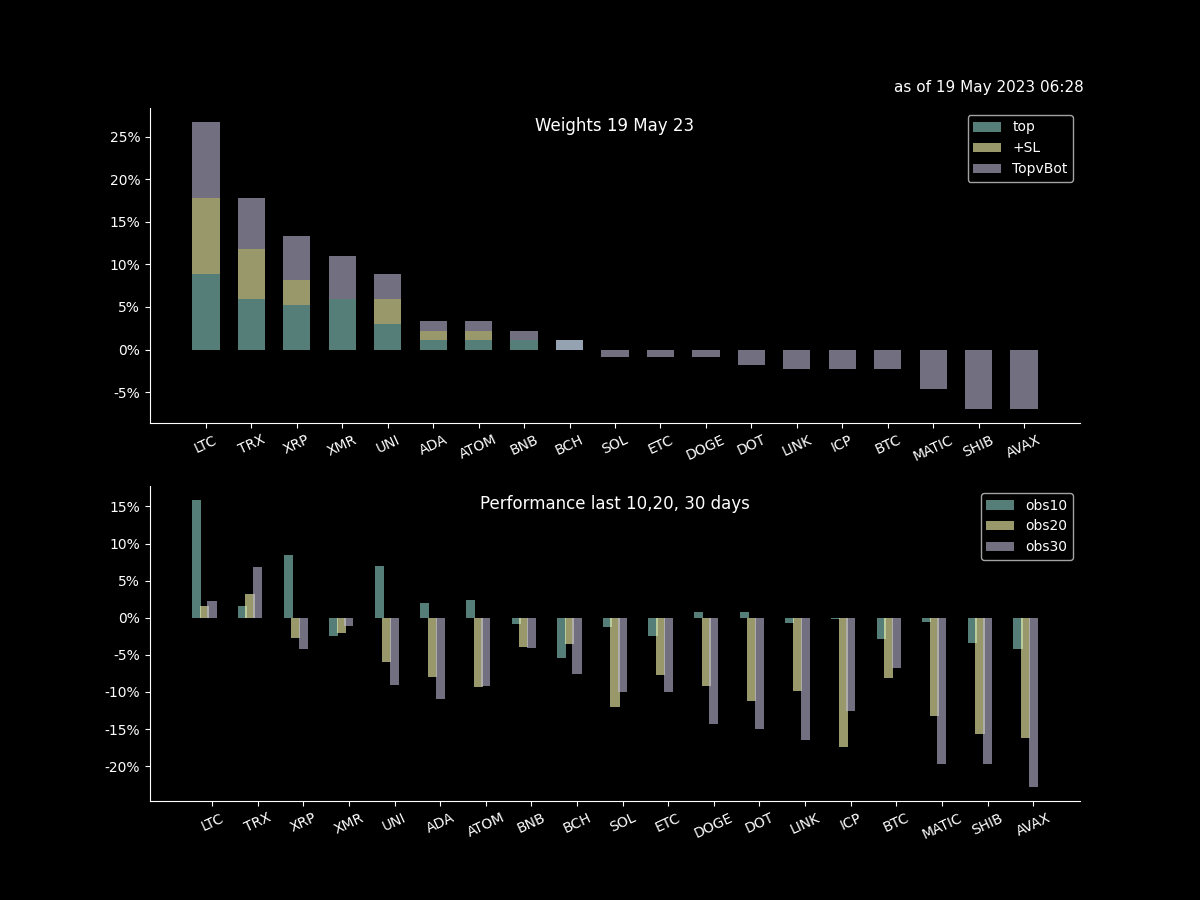 as of 19 May 2023 06:28
Weights 19 May 23
top
+SL
TopvBot
25%
20%
15%
10%
5%
0%
-5%
LTC TRX XRP XMR UNI ADA ATOM BNB BCH SOL ETC DOGE DOT LINK ICP BTC MATIC SHIB AVAX
Performance last 10,20, 30 days
obs10
obs20
obs30
15%
10%
5%
0%
-5%
-10%
-15%
-20%
LTC TRX XRP XMR UNI ADA ATOM BNB BCH SOL ETC DOGE DOT LINK ICP BTC MATIC SHIB AVAX